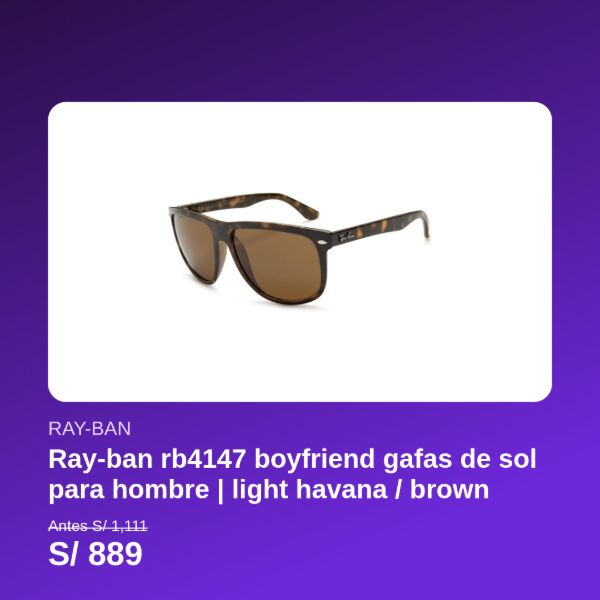 RAY-BAN
Ray-ban rb4147 boyfriend gafas de sol
para hombre | light havana / brown
Antes S/ 1,111
S/ 889